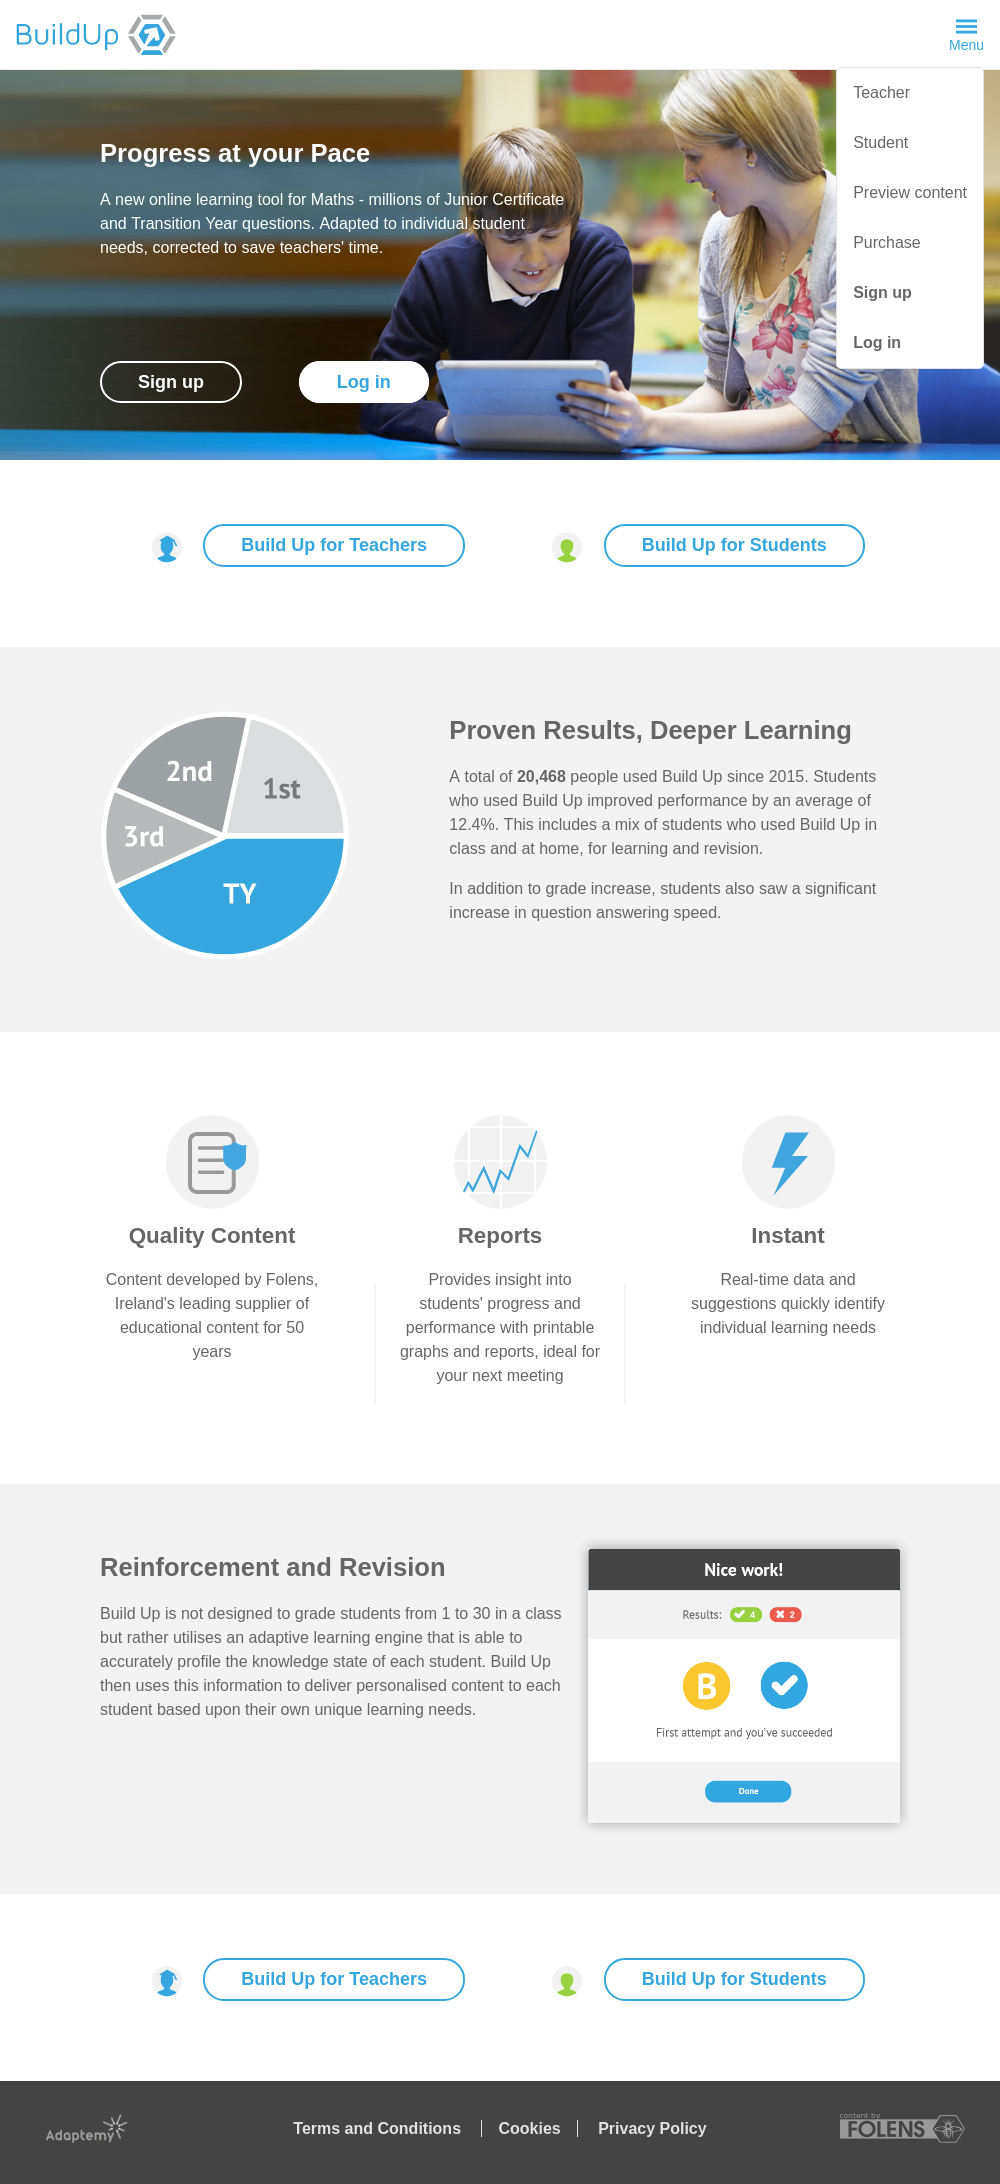 BuildUp
Menu
Teacher
Student
Preview content
Purchase
Sign up
Log in
Progress at your Pace
A new online learning tool for Maths - millions of Junior Certificate
and Transition Year questions. Adapted to individual student
needs, corrected to save teachers' time.
Sign up
Log in
Build Up for Teachers
Build Up for Students
2nd
1st
3rd
TY
Proven Results, Deeper Learning
A total of 20,468 people used Build Up since 2015. Students
who used Build Up improved performance by an average of
12.4%. This includes a mix of students who used Build Up in
class and at home, for learning and revision.
In addition to grade increase, students also saw a significant
increase in question answering speed.
Quality Content
Content developed by Folens,
Ireland's leading supplier of
educational content for 50
years
Reports
Provides insight into
students' progress and
performance with printable
graphs and reports, ideal for
your next meeting
Instant
Real-time data and
suggestions quickly identify
individual learning needs
Reinforcement and Revision
Build Up is not designed to grade students from 1 to 30 in a class
but rather utilises an adaptive learning engine that is able to
accurately profile the knowledge state of each student. Build Up
then uses this information to deliver personalised content to each
student based upon their own unique learning needs.
Nice work!
Results: 4 2
B
First attempt and you've succeeded
Done
Build Up for Teachers
Build Up for Students
Adaptemy
Terms and Conditions
Cookies
Privacy Policy
content by
FOLENS